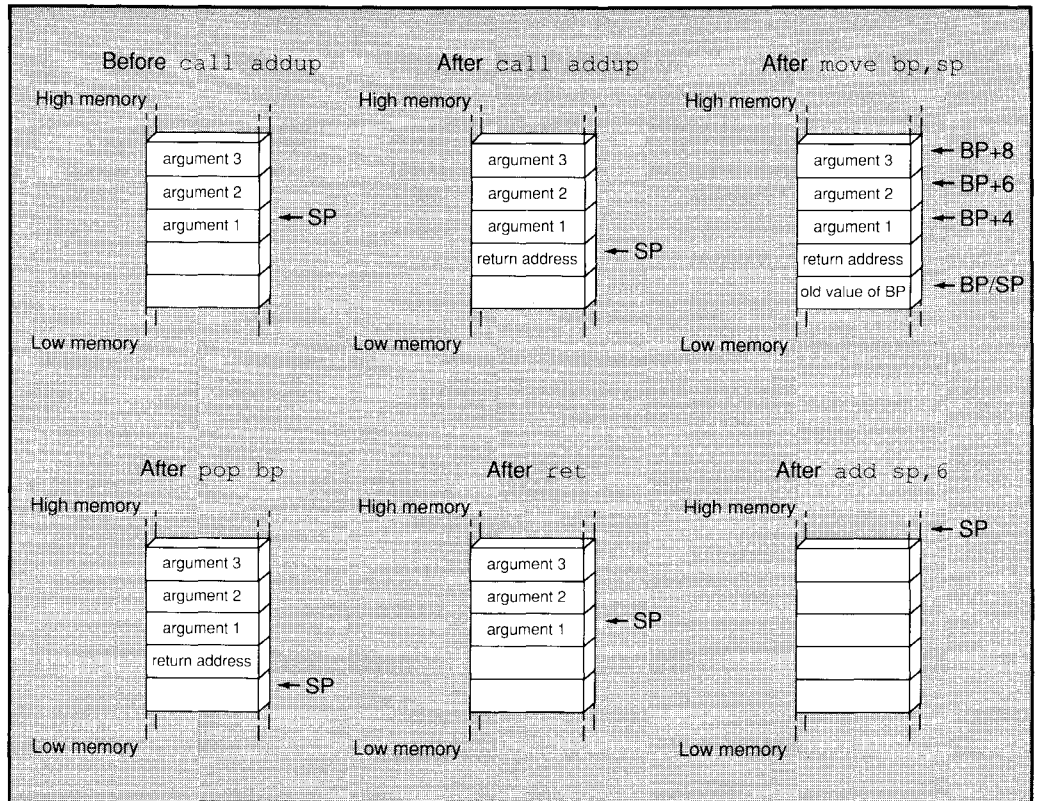 Before call addup
High memory
argument 3
argument 2
argument 1
SP
Low memory
After call addup
High memory
argument 3
argument 2
argument 1
return address
SP
Low memory
After move bp,sp
High memory
argument 3
argument 2
argument 1
return address
old value of BP
BP+8
BP+6
BP+4
BP/SP
Low memory
After pop bp
High memory
argument 3
argument 2
argument 1
return address
SP
Low memory
After ret
High memory
argument 3
argument 2
argument 1
SP
Low memory
After add sp,6
High memory
SP
Low memory